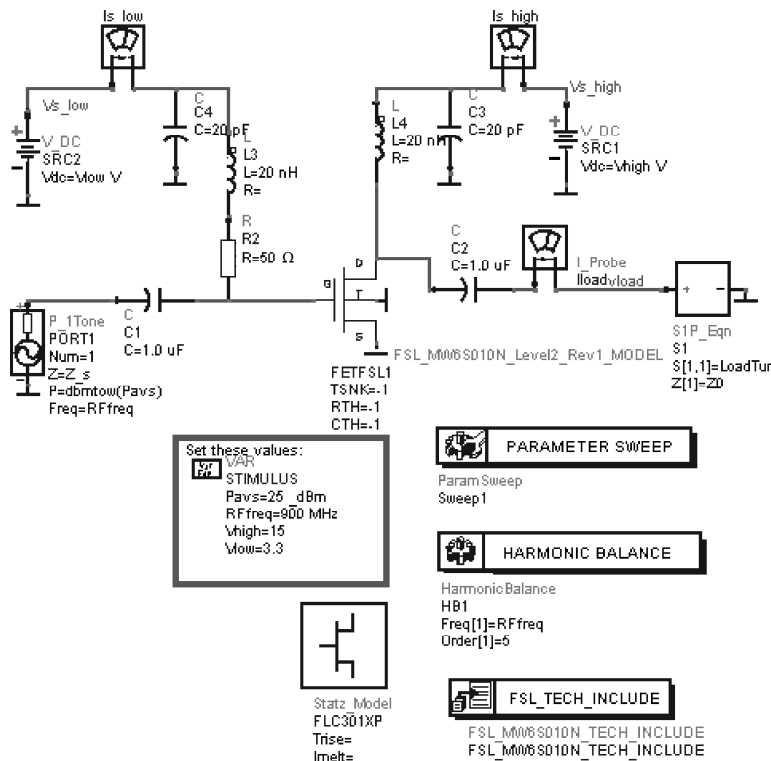 Is_low
Is_high
Vs_low
V_DC
SRC2
Vdc=Vlow V
C
C4
C=20 pF
L
L3
L=20 nH
R=
R
R2
R=50 Ω
L
L4
L=20 nH
R=
C
C3
C=20 pF
Vs_high
V_DC
SRC1
Vdc=Vhigh V
P_1Tone
PORT1
Num=1
Z=Z_s
P=dbmtow(Pavs)
Freq=RFfreq
C
C1
C=1.0 uF
G
D
T
S
C
C2
C=1.0 uF
I_Probe
Iload
vload
S1P_Eqn
S1
S[1,1]=LoadTun
Z[1]=Z0
FSL_MW6S010N_Level2_Rev1_MODEL
FETFSL1
TSNK=-1
RTH=-1
CTH=-1
Set these values:
Var
Eqn
VAR
STIMULUS
Pavs=25 _dBm
RFfreq=900 MHz
Vhigh=15
Vlow=3.3
PARAMETER SWEEP
ParamSweep
Sweep1
HARMONIC BALANCE
HarmonicBalance
HB1
Freq[1]=RFfreq
Order[1]=5
Statz_Model
FLC301XP
Trise=
Imelt=
FSL_TECH_INCLUDE
FSL_MW6S010N_TECH_INCLUDE
FSL_MW6S010N_TECH_INCLUDE